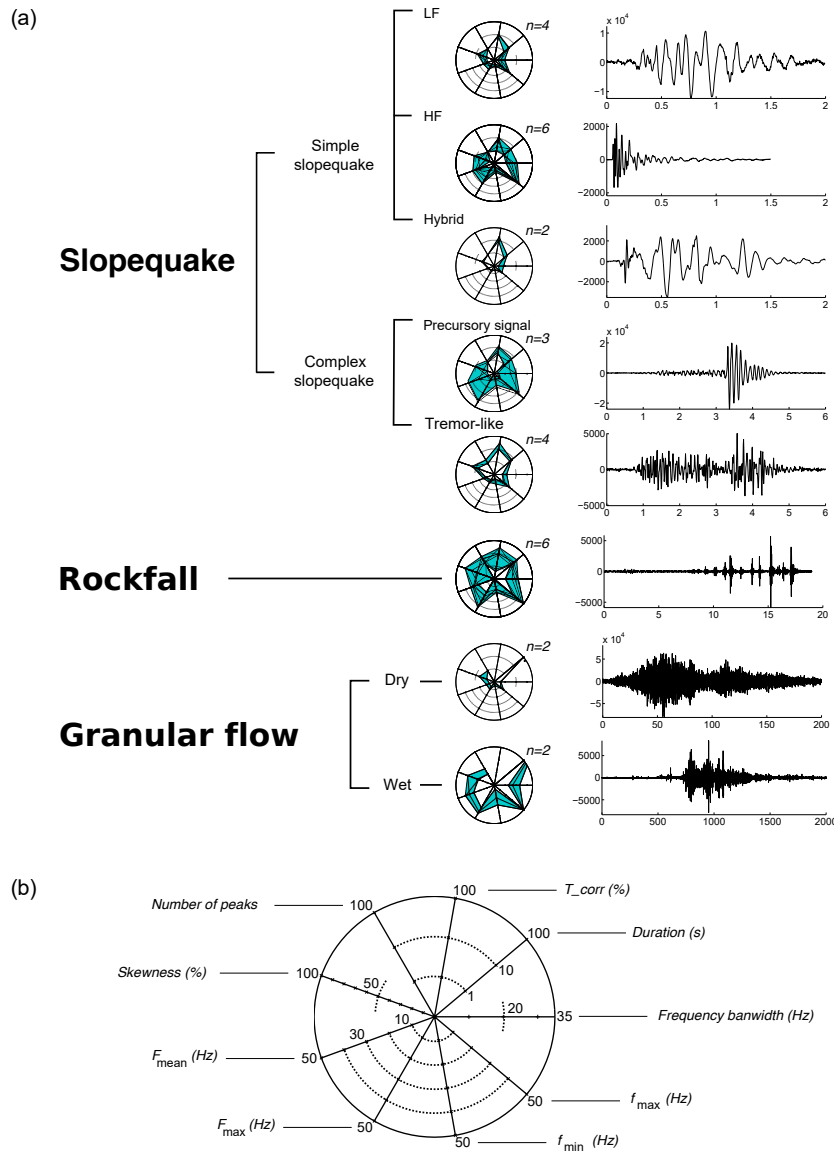 (a)
LF
n=4
x 10^4
1
0
−1
0 0.5 1 1.5 2
HF
n=6
2000
0
−2000
0 0.5 1 1.5 2
Simple
slopequake
Hybrid
n=2
2000
0
−2000
0 0.5 1 1.5 2
Slopequake
Precursory signal
n=3
x 10^4
2
0
−2
0 1 2 3 4 5 6
Complex
slopequake
Tremor-like
n=4
5000
0
−5000
0 1 2 3 4 5 6
Rockfall
n=6
5000
0
−5000
0 5 10 15 20
Dry
n=2
x 10^4
5
0
−5
0 50 100 150 200
Granular flow
Wet
n=2
5000
0
−5000
0 500 1000 1500 2000
(b)
100 T_corr (%)
Number of peaks 100
100 Duration (s)
10
Skewness (%) 100
50
1
20
35 Frequency banwidth (Hz)
10
30
F_mean (Hz) 50
50 f_max (Hz)
F_max (Hz) 50
50 f_min (Hz)